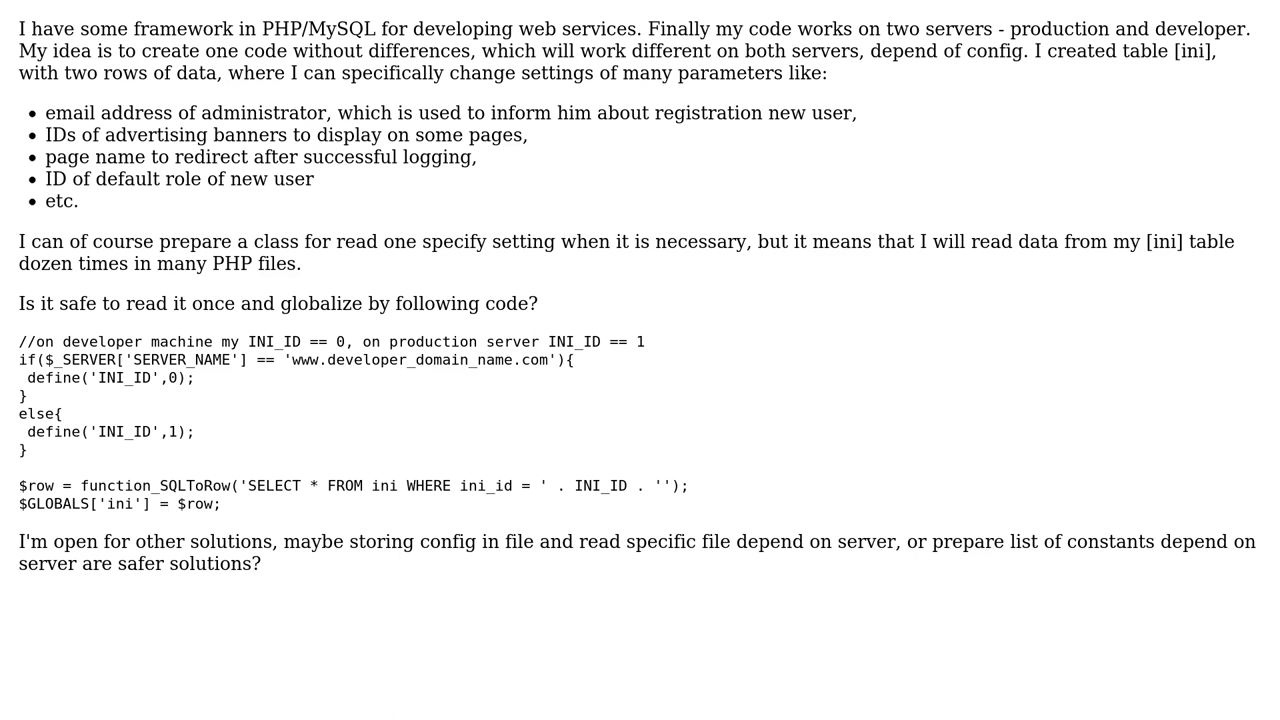 I have some framework in PHP/MySQL for developing web services. Finally my code works on two servers - production and developer.
My idea is to create one code without differences, which will work different on both servers, depend of config. I created table [ini],
with two rows of data, where I can specifically change settings of many parameters like:
• email address of administrator, which is used to inform him about registration new user,
• IDs of advertising banners to display on some pages,
• page name to redirect after successful logging,
• ID of default role of new user
• etc.
I can of course prepare a class for read one specify setting when it is necessary, but it means that I will read data from my [ini] table
dozen times in many PHP files.
Is it safe to read it once and globalize by following code?
//on developer machine my INI_ID == 0, on production server INI_ID == 1
if($_SERVER['SERVER_NAME'] == 'www.developer_domain_name.com'){
 define('INI_ID',0);
}
else{
 define('INI_ID',1);
}
$row = function_SQLToRow('SELECT * FROM ini WHERE ini_id = ' . INI_ID . '');
$GLOBALS['ini'] = $row;
I'm open for other solutions, maybe storing config in file and read specific file depend on server, or prepare list of constants depend on
server are safer solutions?